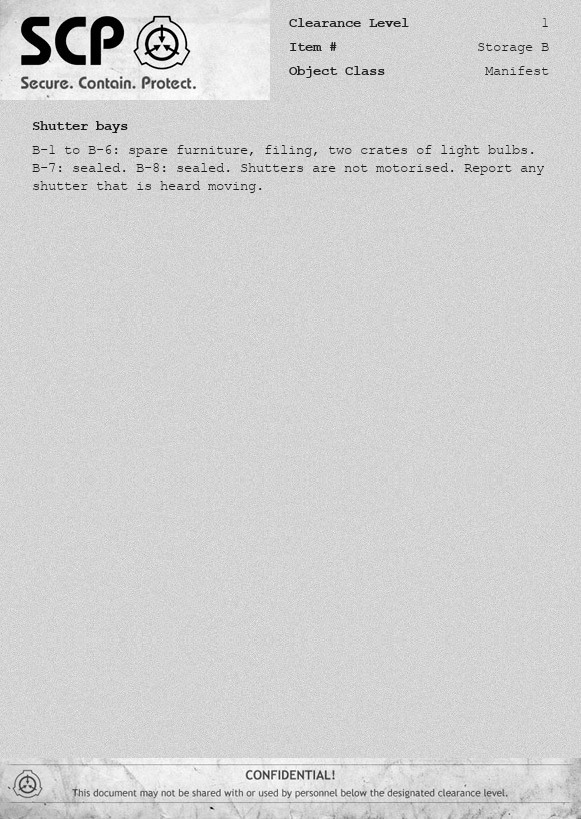 SCP
Secure. Contain. Protect.
Clearance Level 1
Item # Storage B
Object Class Manifest
Shutter bays
B-1 to B-6: spare furniture, filing, two crates of light bulbs.
B-7: sealed. B-8: sealed. Shutters are not motorised. Report any
shutter that is heard moving.
CONFIDENTIAL!
This document may not be shared with or used by personnel below the designated clearance level.